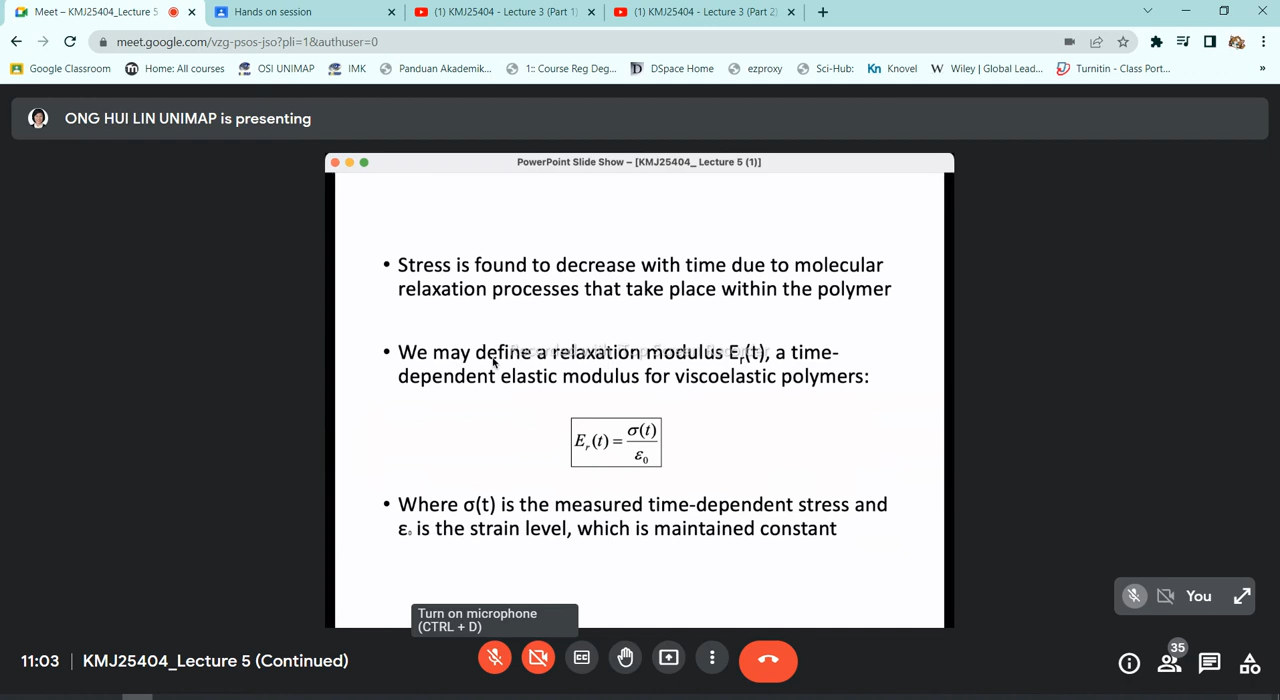 Meet – KMJ25404_Lecture 5
Hands on session
(1) KMJ25404 - Lecture 3 (Part 1)
(1) KMJ25404 - Lecture 3 (Part 2)
meet.google.com/vzg-psos-jso?pli=1&authuser=0
Google Classroom
Home: All courses
OSI UNIMAP
IMK
Panduan Akademik...
1:: Course Reg Deg...
DSpace Home
ezproxy
Sci-Hub:
Kn Knovel
W Wiley | Global Lead...
Turnitin - Class Port...
»
ONG HUI LIN UNIMAP is presenting
PowerPoint Slide Show – [KMJ25404_ Lecture 5 (1)]
• Stress is found to decrease with time due to molecular
relaxation processes that take place within the polymer
• We may define a relaxation modulus Er(t), a time-
dependent elastic modulus for viscoelastic polymers:
Er(t) = σ(t) / ε0
• Where σ(t) is the measured time-dependent stress and
ε0 is the strain level, which is maintained constant
Turn on microphone
(CTRL + D)
You
11:03 | KMJ25404_Lecture 5 (Continued)
35